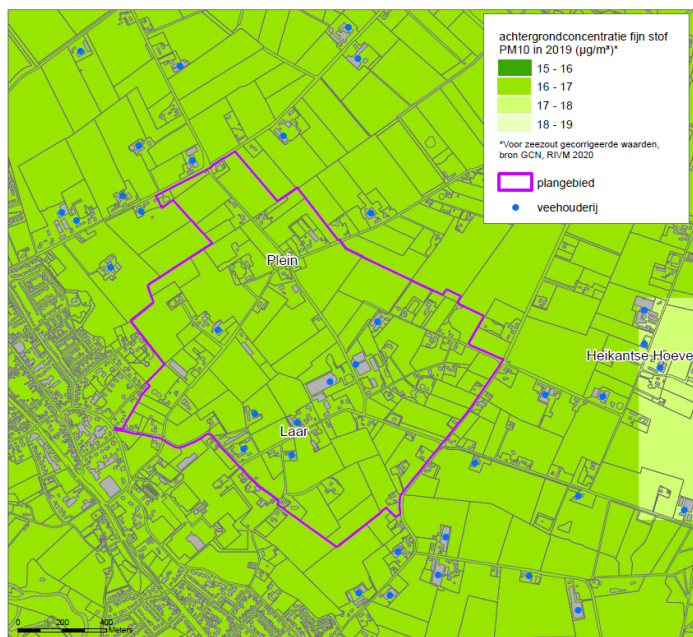 achtergrondconcentratie fijn stof
PM10 in 2019 (µg/m³)*
15 - 16
16 - 17
17 - 18
18 - 19
*Voor zeezout gecorrigeerde waarden,
bron GCN, RIVM 2020
plangebied
veehouderij
Plein
Heikantse Hoeve
Laar
0 200 400
Meters